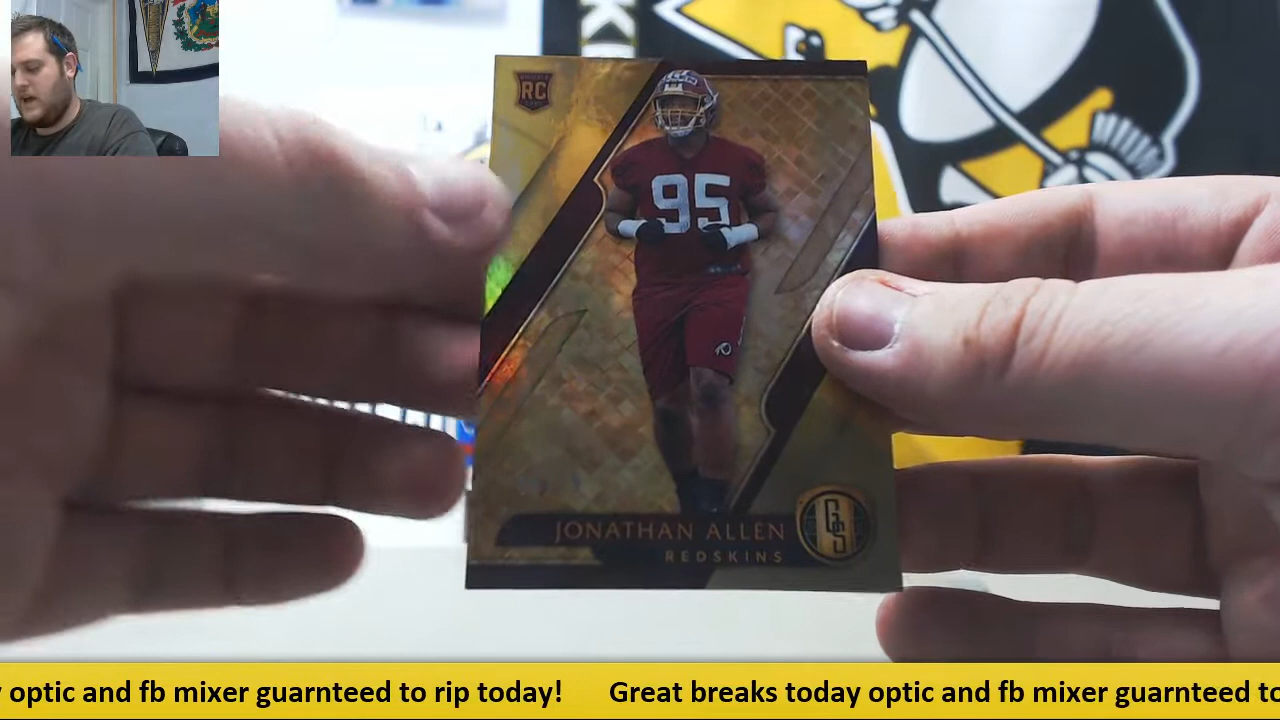 RC
95
JONATHAN ALLEN
REDSKINS
GS
optic and fb mixer guarnteed to rip today! Great breaks today optic and fb mixer guarnteed to